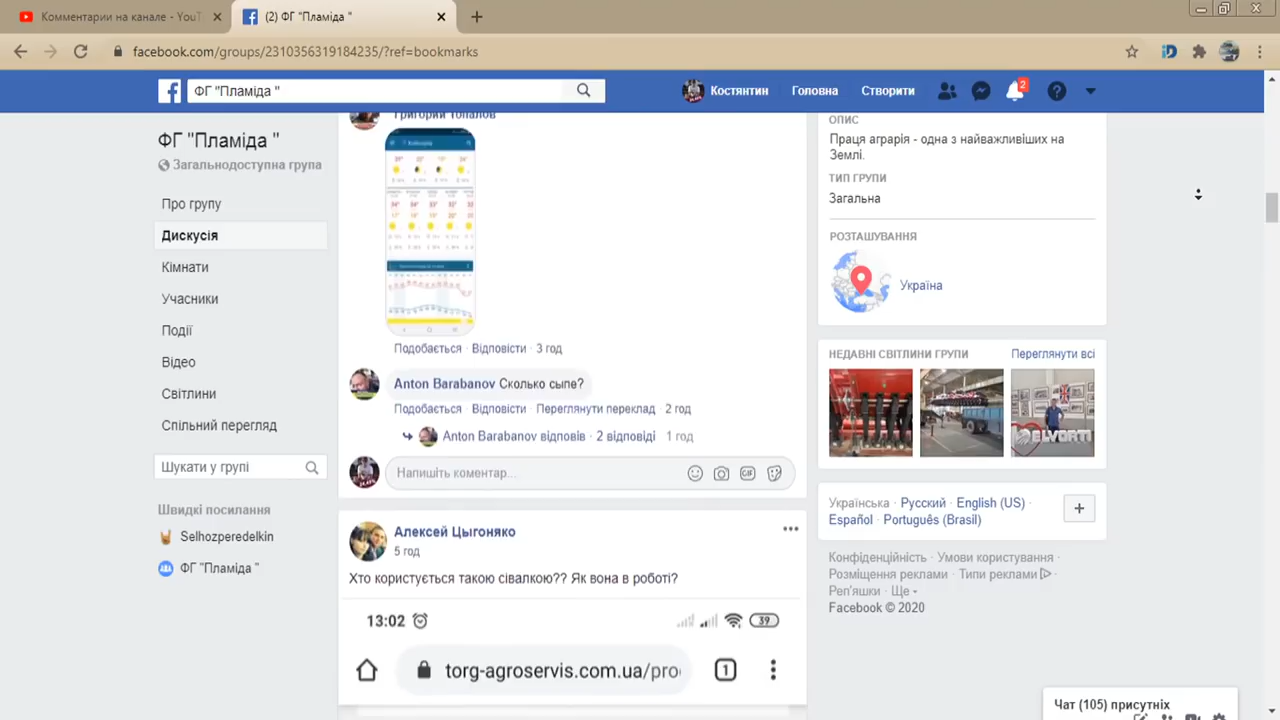 Комментарии на канале - YouT
(2) ФГ "Пламіда "
facebook.com/groups/2310356319184235/?ref=bookmarks
ФГ "Пламіда "
Костянтин
Головна
Створити
2
ФГ "Пламіда "
Загальнодоступна група
Про групу
Дискусія
Кімнати
Учасники
Події
Відео
Світлини
Спільний перегляд
Шукати у групі
Швидкі посилання
Selhozperedelkin
ФГ "Пламіда "
Григорий Топалов
Подобається · Відповісти · 3 год
Anton Barabanov Сколько сыпе?
Подобається · Відповісти · Переглянути переклад · 2 год
Anton Barabanov відповів · 2 відповіді 1 год
Напишіть коментар...
GIF
Алексей Цыгоняко
5 год
Хто користується такою сівалкою?? Як вона в роботі?
13:02
39
torg-agroservis.com.ua/pro
1
ОПИС
Праця аграрія - одна з найважливіших на
Землі.
ТИП ГРУПИ
Загальна
РОЗТАШУВАННЯ
Україна
НЕДАВНІ СВІТЛИНИ ГРУПИ
Переглянути всі
ELVORTI
Українська · Русский · English (US) ·
Español · Português (Brasil)
Конфіденційність · Умови користування ·
Розміщення реклами · Типи реклами ·
Реп'яшки · Ще
Facebook © 2020
Чат (105) присутніх